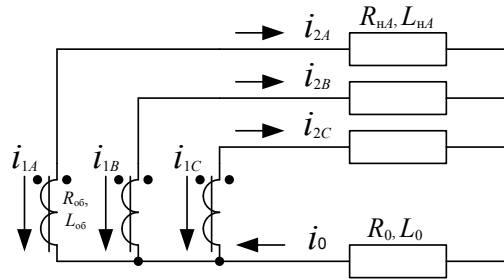 i₂A RнA, LнA
i₂B
i₂C
i₁A i₁B i₁C
Rоб,
Lоб
i₀ R₀, L₀